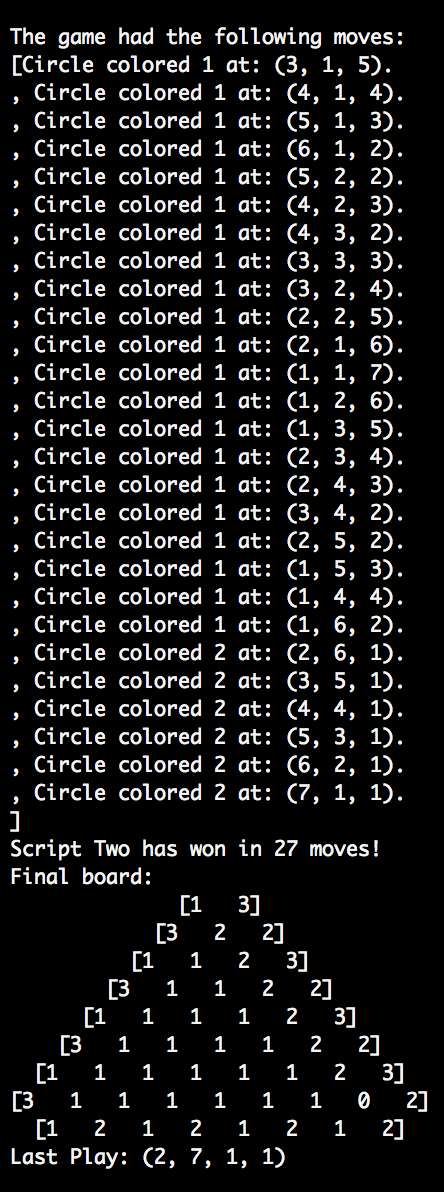 The game had the following moves:
[Circle colored 1 at: (3, 1, 5).
, Circle colored 1 at: (4, 1, 4).
, Circle colored 1 at: (5, 1, 3).
, Circle colored 1 at: (6, 1, 2).
, Circle colored 1 at: (5, 2, 2).
, Circle colored 1 at: (4, 2, 3).
, Circle colored 1 at: (4, 3, 2).
, Circle colored 1 at: (3, 3, 3).
, Circle colored 1 at: (3, 2, 4).
, Circle colored 1 at: (2, 2, 5).
, Circle colored 1 at: (2, 1, 6).
, Circle colored 1 at: (1, 1, 7).
, Circle colored 1 at: (1, 2, 6).
, Circle colored 1 at: (1, 3, 5).
, Circle colored 1 at: (2, 3, 4).
, Circle colored 1 at: (2, 4, 3).
, Circle colored 1 at: (3, 4, 2).
, Circle colored 1 at: (2, 5, 2).
, Circle colored 1 at: (1, 5, 3).
, Circle colored 1 at: (1, 4, 4).
, Circle colored 1 at: (1, 6, 2).
, Circle colored 2 at: (2, 6, 1).
, Circle colored 2 at: (3, 5, 1).
, Circle colored 2 at: (4, 4, 1).
, Circle colored 2 at: (5, 3, 1).
, Circle colored 2 at: (6, 2, 1).
, Circle colored 2 at: (7, 1, 1).
]
Script Two has won in 27 moves!
Final board:
[1 3]
[3 2 2]
[1 1 2 3]
[3 1 1 2 2]
[1 1 1 1 2 3]
[3 1 1 1 1 2 2]
[1 1 1 1 1 1 2 3]
[3 1 1 1 1 1 1 0 2]
[1 2 1 2 1 2 1 2]
Last Play: (2, 7, 1, 1)